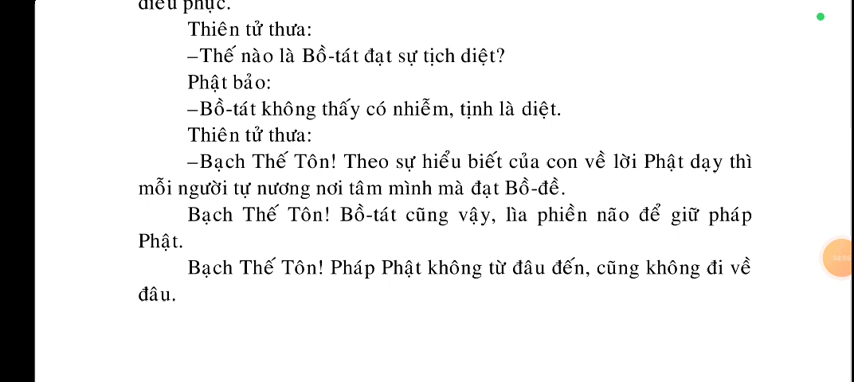 điều phục.
Thiên tử thưa:
–Thế nào là Bồ-tát đạt sự tịch diệt?
Phật bảo:
–Bồ-tát không thấy có nhiễm, tịnh là diệt.
Thiên tử thưa:
–Bạch Thế Tôn! Theo sự hiểu biết của con về lời Phật dạy thì
mỗi người tự nương nơi tâm mình mà đạt Bồ-đề.
Bạch Thế Tôn! Bồ-tát cũng vậy, lìa phiền não để giữ pháp
Phật.
Bạch Thế Tôn! Pháp Phật không từ đâu đến, cũng không đi về
đâu.